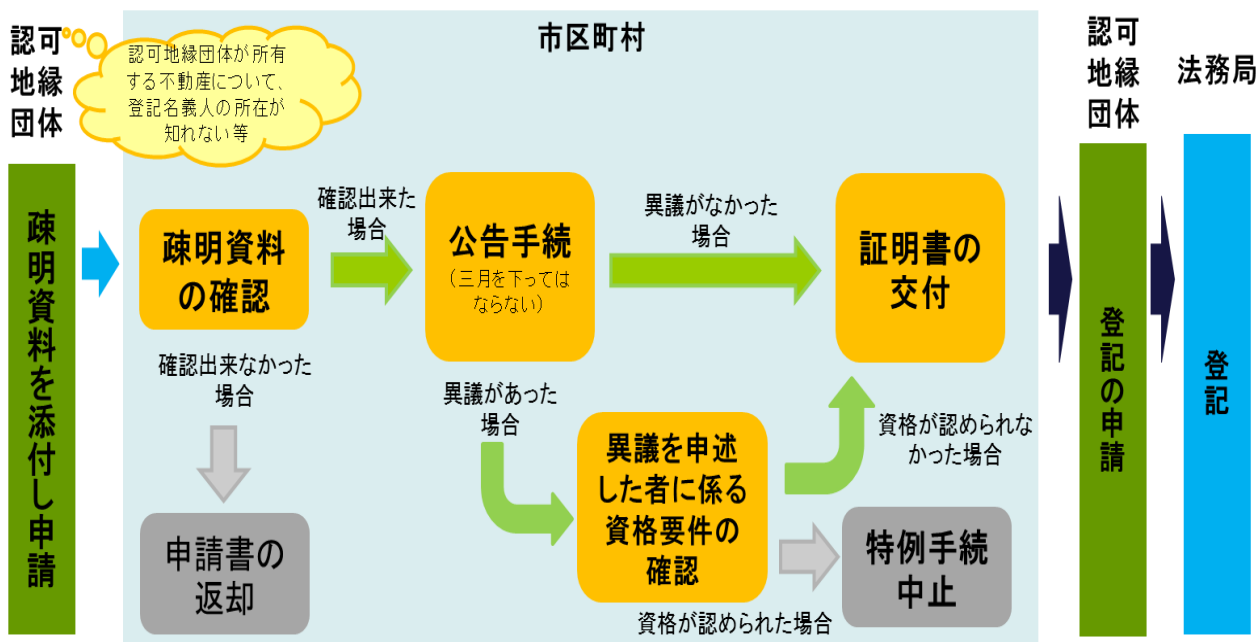 認可
地縁
団体
認可地縁団体が所有
する不動産について、
登記名義人の所在が
知れない等
市区町村
認可
地縁
団体
法務局
疎明資料を添付し申請
疎明資料
の確認
確認出来た
場合
公告手続
（三月を下っては
ならない）
異議がなかった
場合
証明書の
交付
登記の申請
登記
確認出来なかった
場合
申請書の
返却
異議があった
場合
異議を申述
した者に係る
資格要件の
確認
資格が認められな
かった場合
特例手続
中止
資格が認められた場合